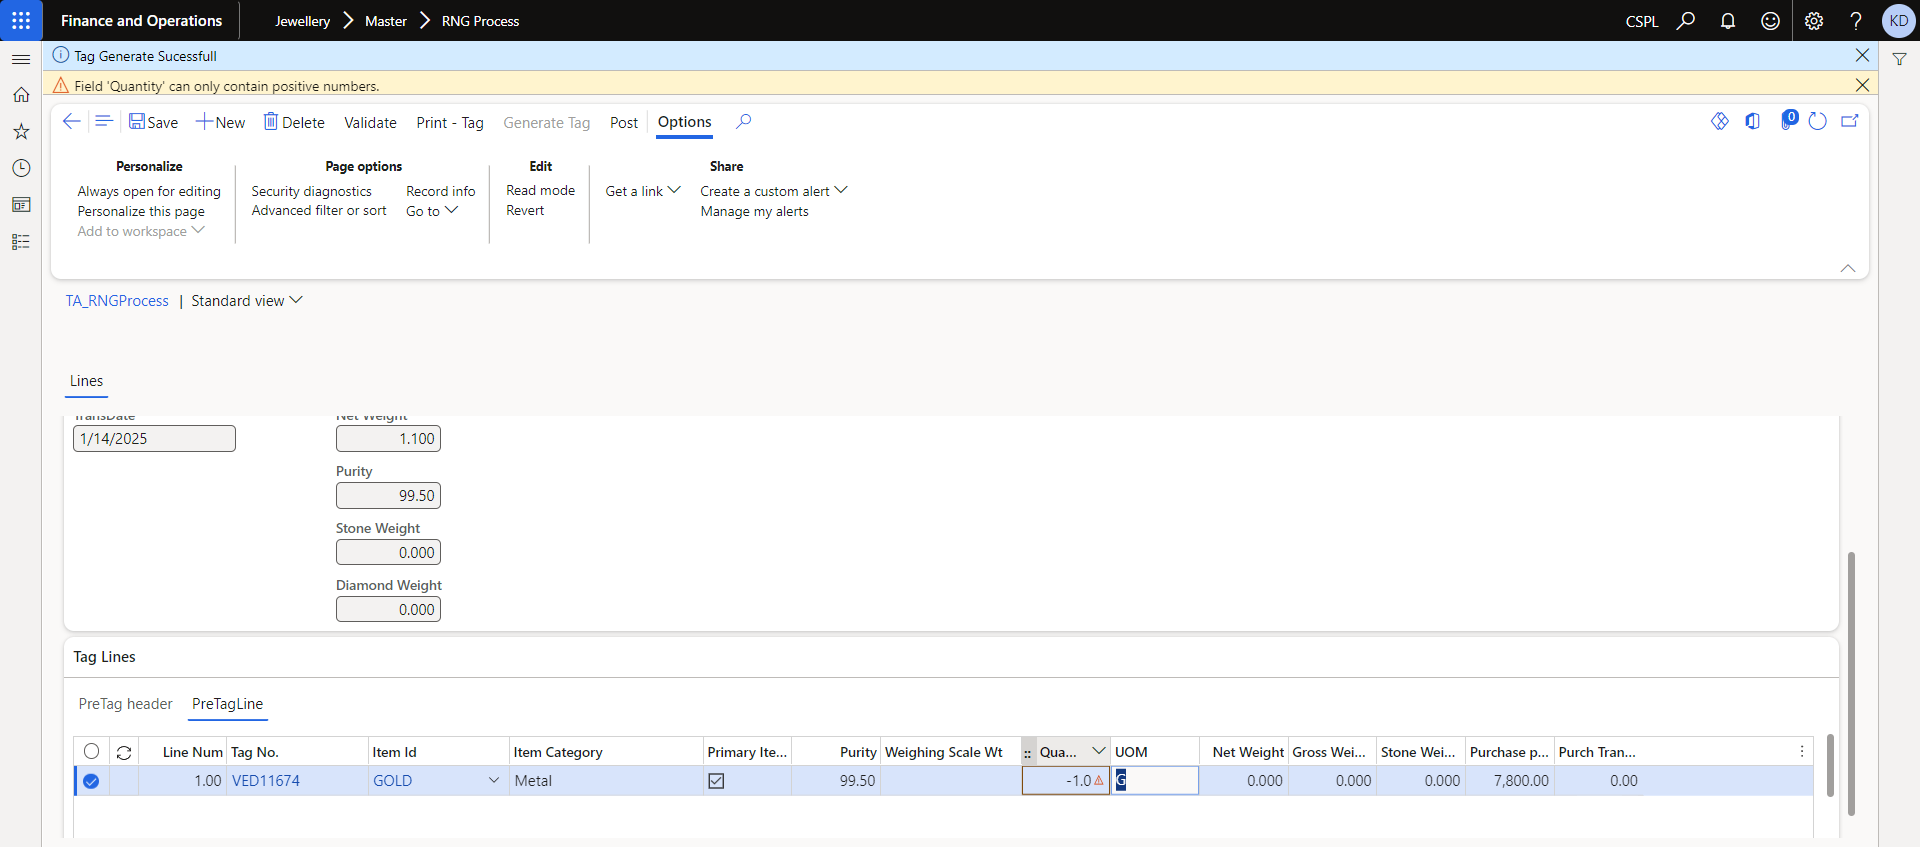 Finance and Operations
Jewellery
Master
RNG Process
CSPL
KD
Tag Generate Sucessfull
Field 'Quantity' can only contain positive numbers.
Save
New
Delete
Validate
Print - Tag
Generate Tag
Post
Options
0
Personalize
Always open for editing
Personalize this page
Add to workspace
Page options
Security diagnostics
Advanced filter or sort
Record info
Go to
Edit
Read mode
Revert
Get a link
Share
Create a custom alert
Manage my alerts
TA_RNGProcess | Standard view
Lines
TransDate
1/14/2025
Net Weight
1.100
Purity
99.50
Stone Weight
0.000
Diamond Weight
0.000
Tag Lines
PreTag header
PreTagLine
Line Num Tag No. Item Id Item Category Primary Ite... Purity Weighing Scale Wt Qua... UOM Net Weight Gross Wei... Stone Wei... Purchase p... Purch Tran...
1.00 VED11674 GOLD Metal 99.50 -1.0 G 0.000 0.000 0.000 7,800.00 0.00